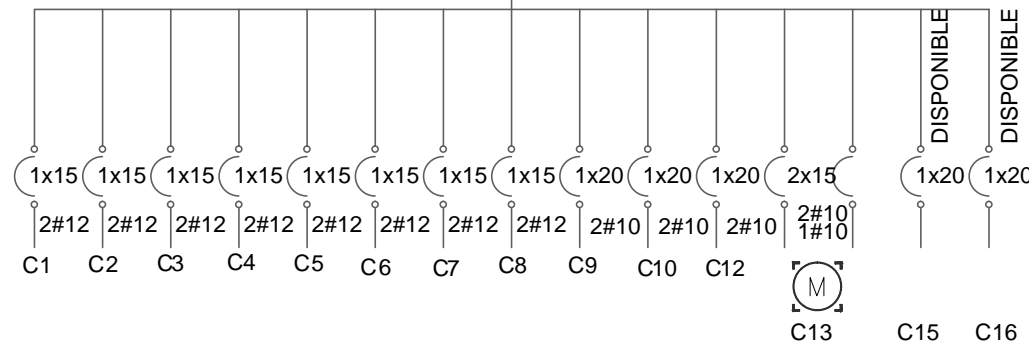 DISPONIBLE
DISPONIBLE
1x15 1x15 1x15 1x15 1x15 1x15 1x15 1x15 1x20 1x20 1x20 2x15 1x20 1x20
2#12 2#12 2#12 2#12 2#12 2#12 2#12 2#12 2#10 2#10 2#10 2#10
1#10
C1 C2 C3 C4 C5 C6 C7 C8 C9 C10 C12
M
C13 C15 C16